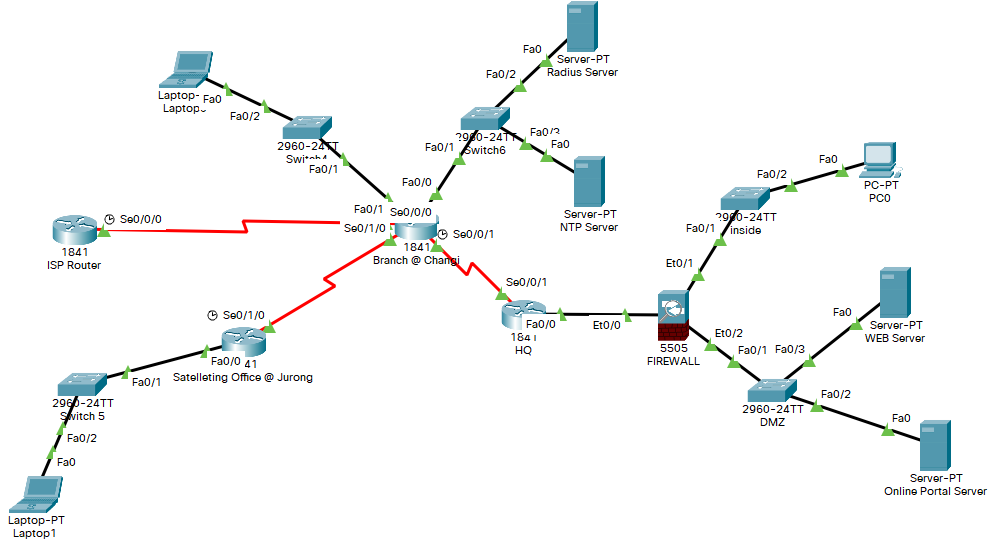 Server-PT
Radius Server
Fa0
Fa0/2
Laptop-
Fa0
Fa0/2
2960-24TT
Fa0/1
2960-24TT
Switch6
Fa0/1
Fa0/3
Fa0
Server-PT
NTP Server
Fa0/0
Fa0/1
Se0/0/0
Se0/1/0
Se0/0/1
1841
Branch @ Changi
Se0/0/0
1841
ISP Router
Fa0
Fa0/2
PC-PT
PC0
2960-24TT
inside
Fa0/1
Et0/1
Se0/0/1
Fa0/0
1841
HQ
Et0/0
5505
FIREWALL
Et0/2
Fa0/1
Fa0/3
Fa0
Server-PT
WEB Server
2960-24TT
DMZ
Fa0/2
Fa0
Server-PT
Online Portal Server
Se0/1/0
Fa0/0
41
Satelleting Office @ Jurong
Fa0/1
2960-24TT
Switch 5
Fa0/2
Fa0
Laptop-PT
Laptop1